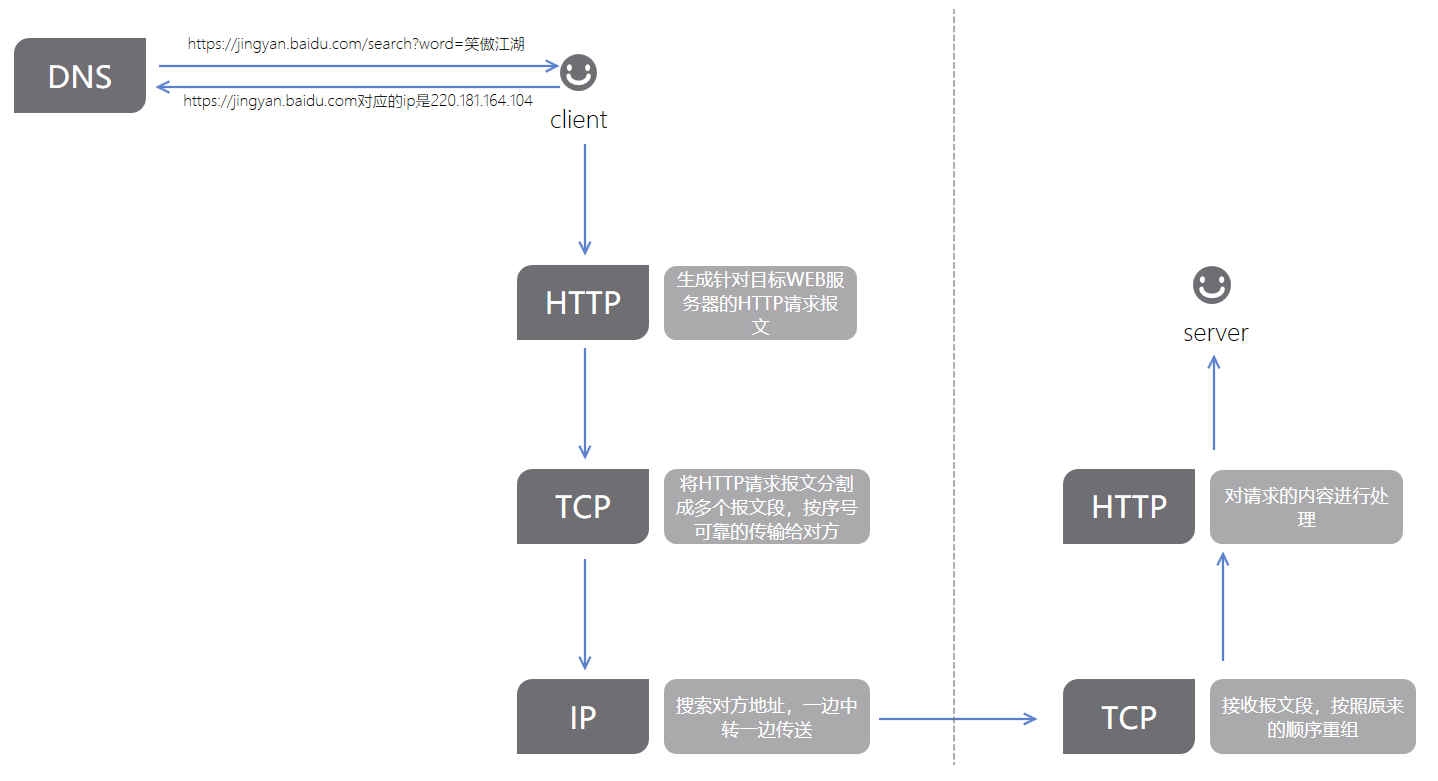 DNS
https://jingyan.baidu.com/search?word=笑傲江湖
https://jingyan.baidu.com对应的ip是220.181.164.104
client
HTTP
生成针对目标WEB服
务器的HTTP请求报
文
TCP
将HTTP请求报文分割
成多个报文段，按序号
可靠的传输给对方
IP
搜索对方地址，一边中
转一边传送
server
HTTP
对请求的内容进行处
理
TCP
接收报文段，按照原来
的顺序重组